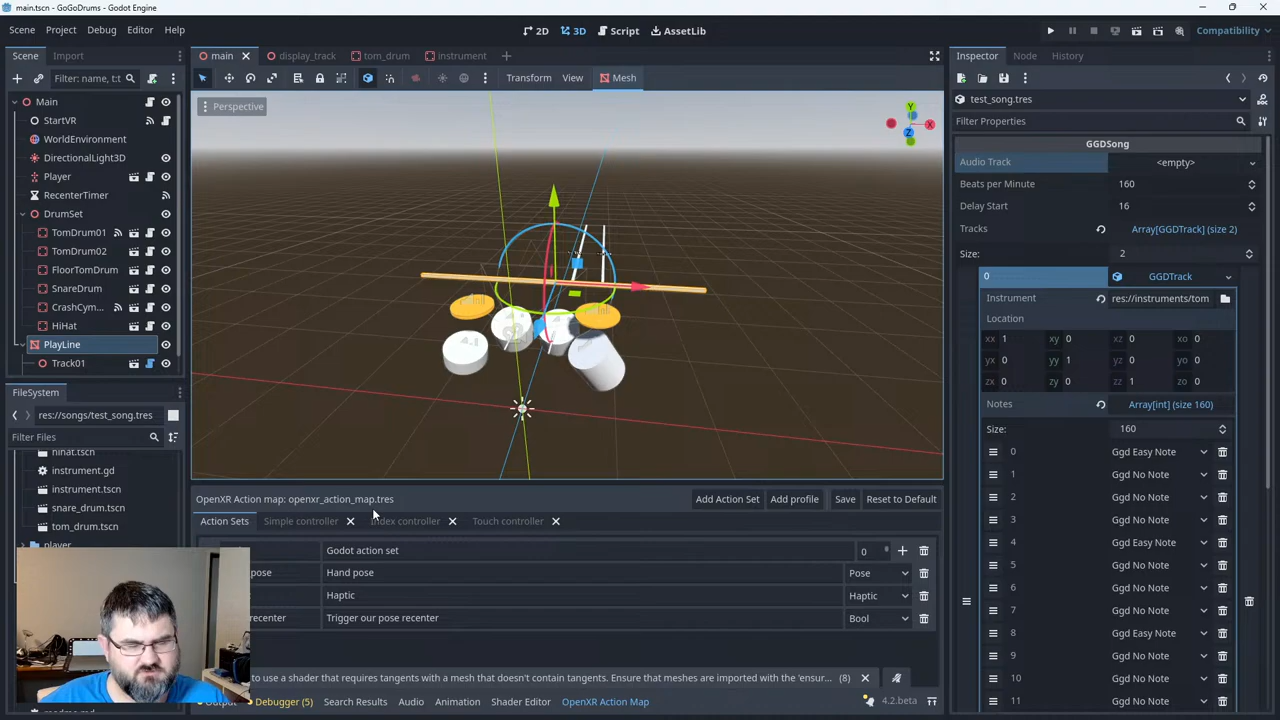 main.tscn - GoGoDrums - Godot Engine
Scene Project Debug Editor Help
2D 3D Script AssetLib
Compatibility
Scene Import
main display_track tom_drum instrument
Inspector Node History
Filter: name, t:t
Transform View Mesh
test_song.tres
Filter Properties
Perspective
Y
X
Z
Main
StartVR
WorldEnvironment
DirectionalLight3D
Player
RecenterTimer
DrumSet
TomDrum01
TomDrum02
FloorTomDrum
SnareDrum
CrashCym...
HiHat
PlayLine
Track01
FileSystem
res://songs/test_song.tres
Filter Files
hihat.tscn
instrument.gd
instrument.tscn
snare_drum.tscn
tom_drum.tscn
player
OpenXR Action map: openxr_action_map.tres
Add Action Set Add profile Save Reset to Default
Action Sets Simple controller Index controller Touch controller
Godot action set 0
pose Hand pose Pose
Haptic Haptic
recenter Trigger our pose recenter Bool
to use a shader that requires tangents with a mesh that doesn't contain tangents. Ensure that meshes are imported with the 'ensur... (8)
Output Debugger (5) Search Results Audio Animation Shader Editor OpenXR Action Map 4.2.beta
GGDSong
Audio Track <empty>
Beats per Minute 160
Delay Start 16
Tracks Array[GGDTrack] (size 2)
Size: 2
0 GGDTrack
Instrument res://instruments/tom
Location
xx 1 xy 0 xz 0 xo 0
yx 0 yy 1 yz 0 yo 0
zx 0 zy 0 zz 1 zo 0
Notes Array[int] (size 160)
Size: 160
0 Ggd Easy Note
1 Ggd No Note
2 Ggd No Note
3 Ggd No Note
4 Ggd Easy Note
5 Ggd No Note
6 Ggd No Note
7 Ggd No Note
8 Ggd Easy Note
9 Ggd No Note
10 Ggd No Note
11 Ggd No Note